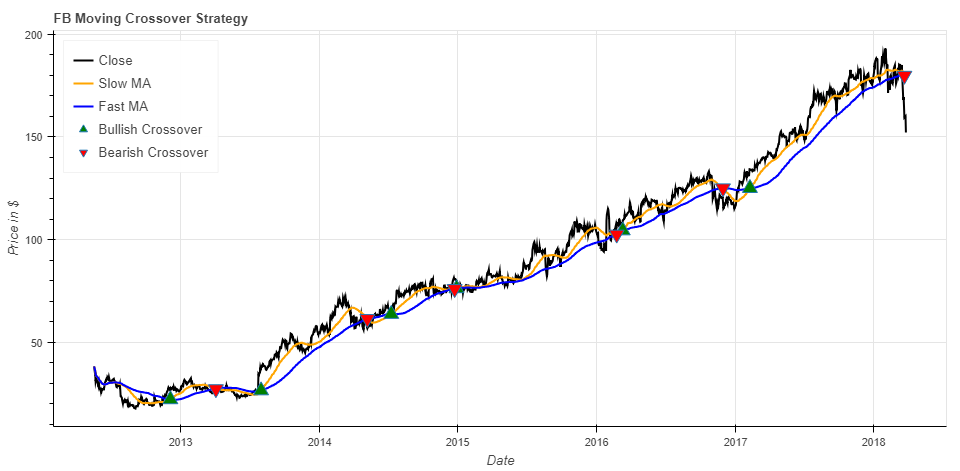 FB Moving Crossover Strategy
200
150
100
50
Price in $
Close
Slow MA
Fast MA
Bullish Crossover
Bearish Crossover
2013 2014 2015 2016 2017 2018
Date